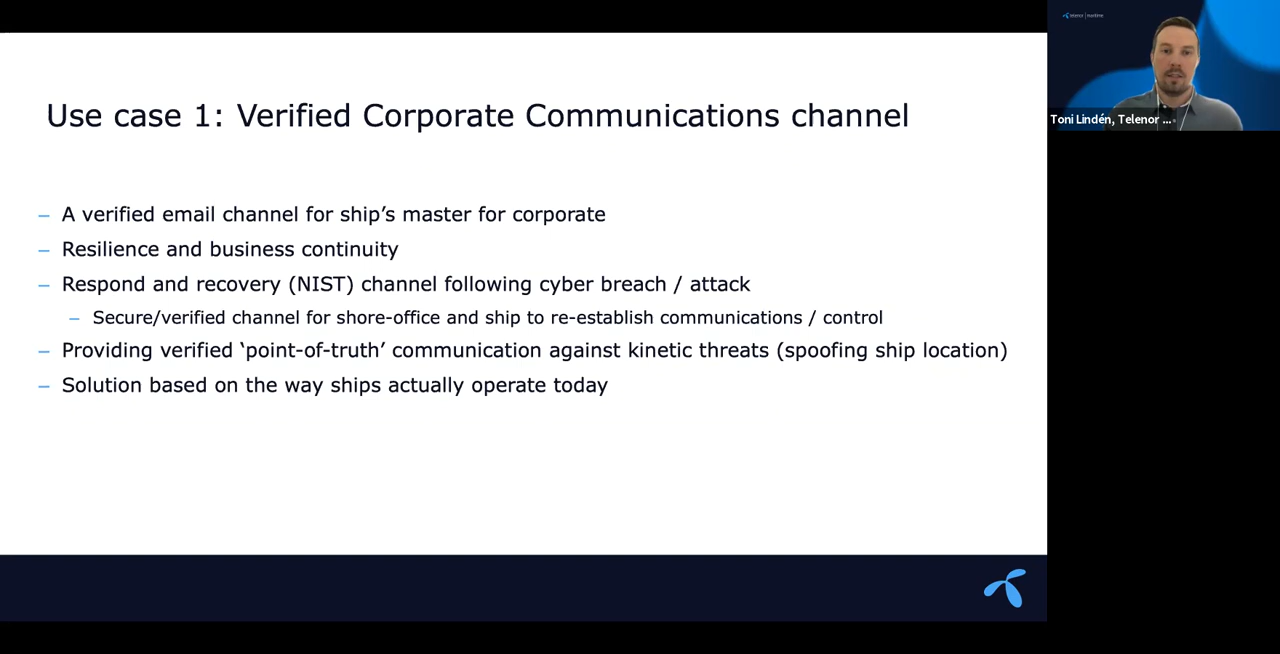 Use case 1: Verified Corporate Communications channel
– A verified email channel for ship’s master for corporate
– Resilience and business continuity
– Respond and recovery (NIST) channel following cyber breach / attack
– Secure/verified channel for shore-office and ship to re-establish communications / control
– Providing verified ‘point-of-truth’ communication against kinetic threats (spoofing ship location)
– Solution based on the way ships actually operate today
telenor | maritime
Toni Lindén, Telenor ...